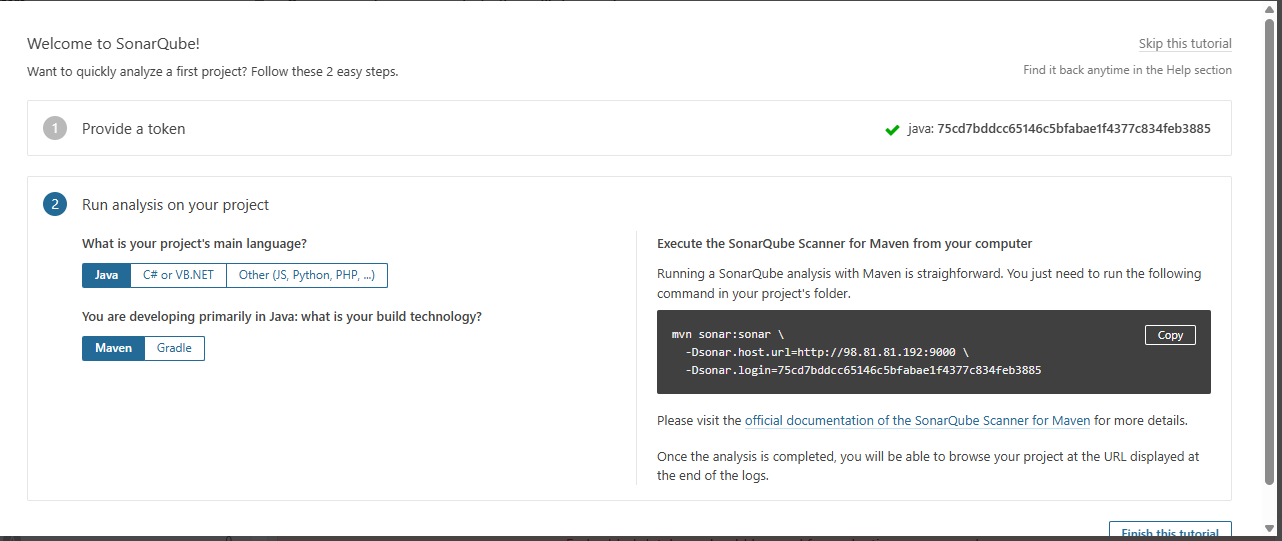 Welcome to SonarQube!
Skip this tutorial
Want to quickly analyze a first project? Follow these 2 easy steps.
Find it back anytime in the Help section
1
Provide a token
java: 75cd7bddcc65146c5bfabae1f4377c834feb3885
2
Run analysis on your project
What is your project's main language?
Java
C# or VB.NET
Other (JS, Python, PHP, ...)
You are developing primarily in Java: what is your build technology?
Maven
Gradle
Execute the SonarQube Scanner for Maven from your computer
Running a SonarQube analysis with Maven is straighforward. You just need to run the following
command in your project's folder.
mvn sonar:sonar \
-Dsonar.host.url=http://98.81.81.192:9000 \
-Dsonar.login=75cd7bddcc65146c5bfabae1f4377c834feb3885
Copy
Please visit the official documentation of the SonarQube Scanner for Maven for more details.
Once the analysis is completed, you will be able to browse your project at the URL displayed at
the end of the logs.
Finish this tutorial